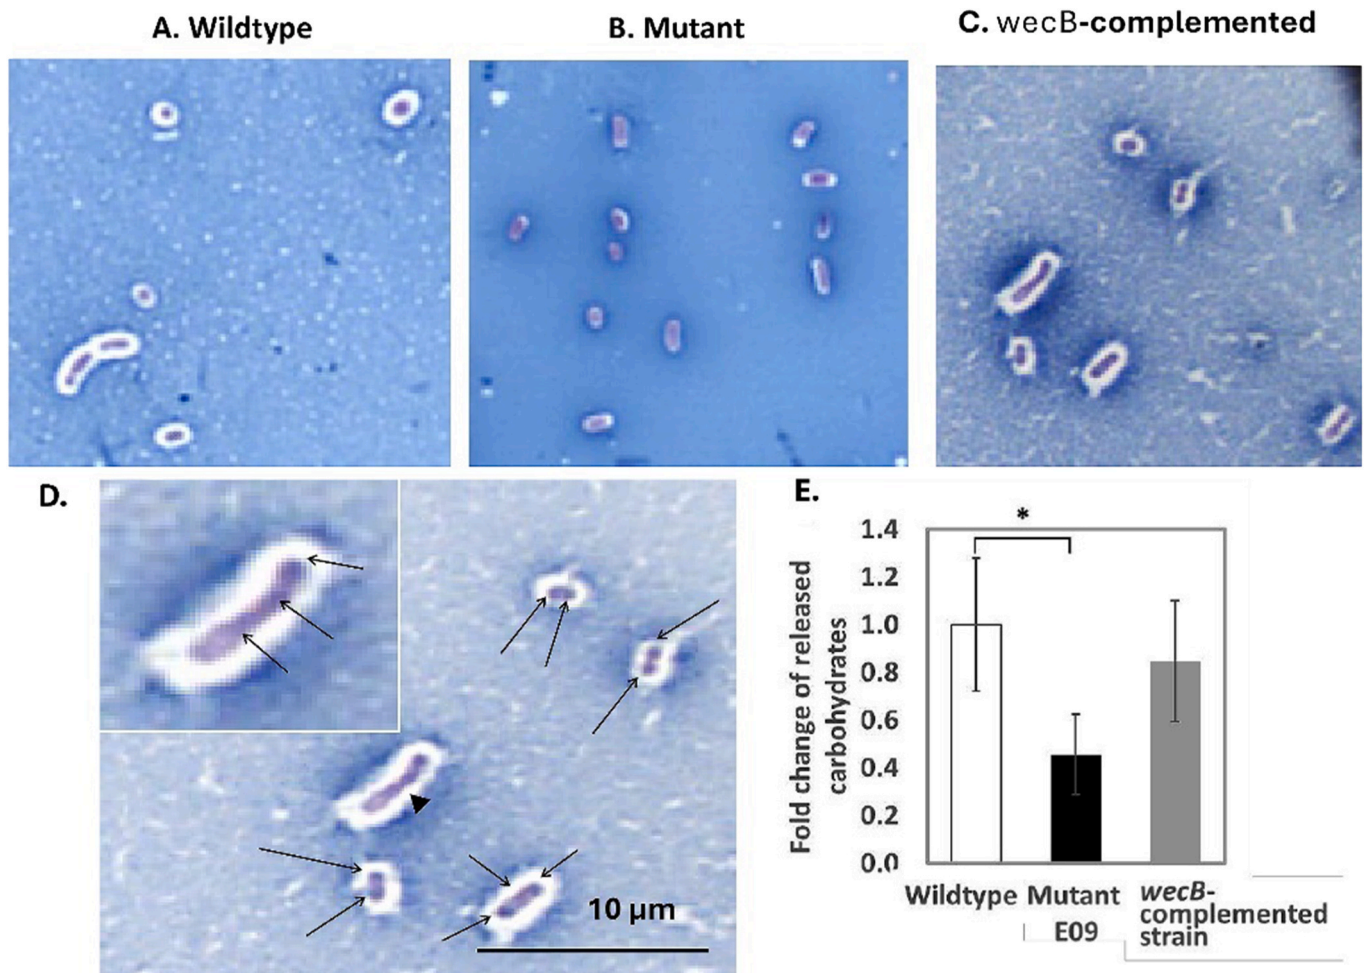 A. Wildtype
B. Mutant
C. wecB-complemented
D.
10 µm
E.
*
Fold change of released
carbohydrates
1.4
1.2
1.0
0.8
0.6
0.4
0.2
0.0
Wildtype
Mutant
E09
wecB-
complemented
strain